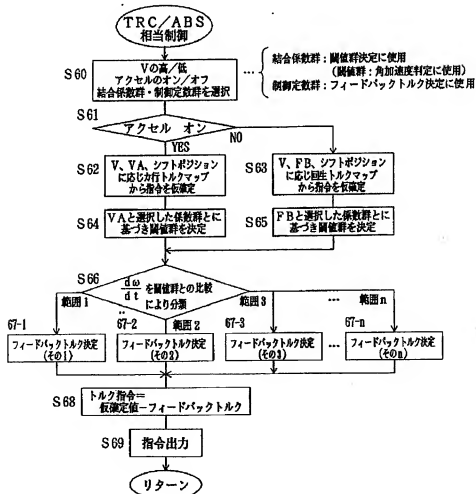 TRC/ABS
相当制御
S60
Vの高/低
アクセルのオン/オフ
結合係数群・制御定数群を選択
…
結合係数群：閾値群決定に使用
(閾値群：角加速度判定に使用)
制御定数群：フィードバックトルク決定に使用
S61
アクセル オン
YES
NO
S62
V、VA、シフトポジション
に応じ力行トルクマップ
から指令を仮確定
S63
V、FB、シフトポジション
に応じ回生トルクマップ
から指令を仮確定
S64
VAと選択した係数群とに
基づき閾値群を決定
S65
FBと選択した係数群とに
基づき閾値群を決定
S66
dω
dt
を閾値群との比較
により分類
範囲1
範囲2
範囲3
…
範囲n
67-1
フィードバックトルク決定
(その1)
67-2
フィードバックトルク決定
(その2)
67-3
フィードバックトルク決定
(その3)
…
67-n
フィードバックトルク決定
(そのn)
S68
トルク指令＝
仮確定値−フィードバックトルク
S69
指令出力
リターン